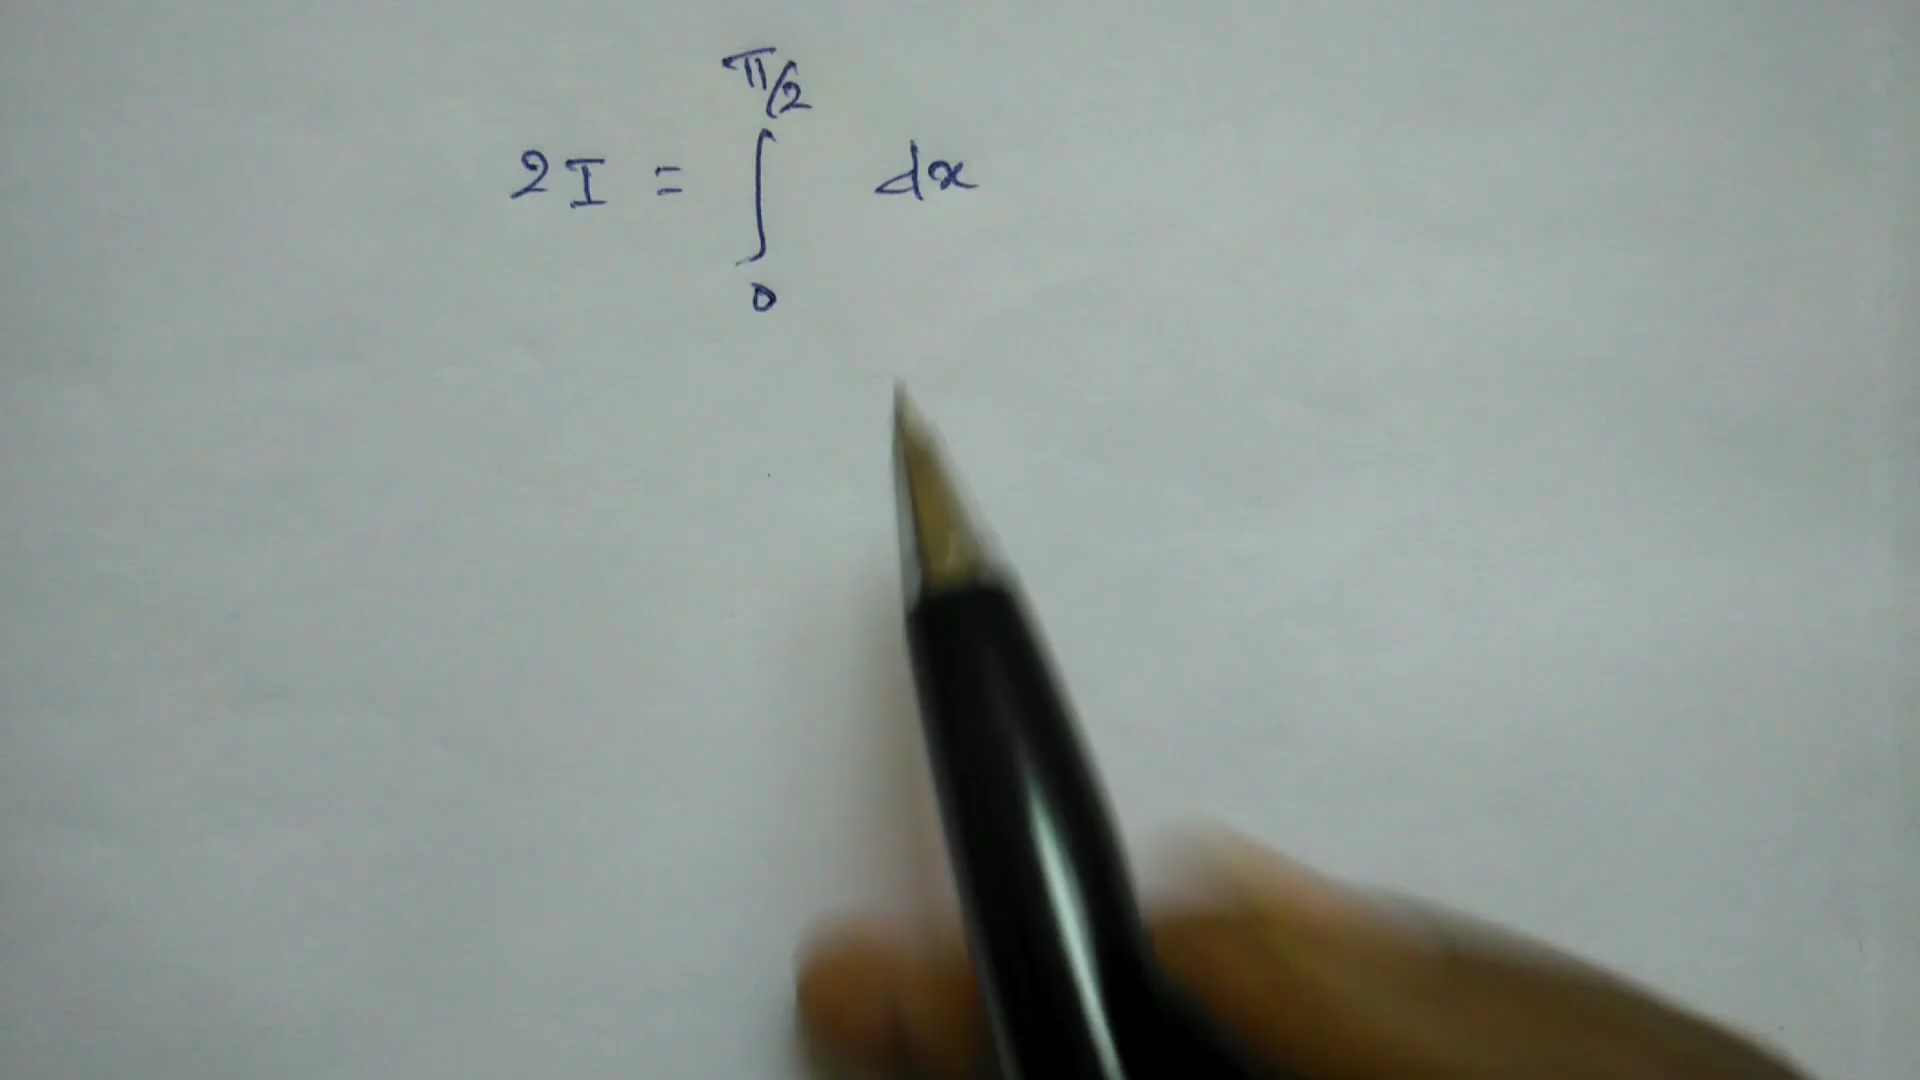 2I = ∫₀^{π/2} dx